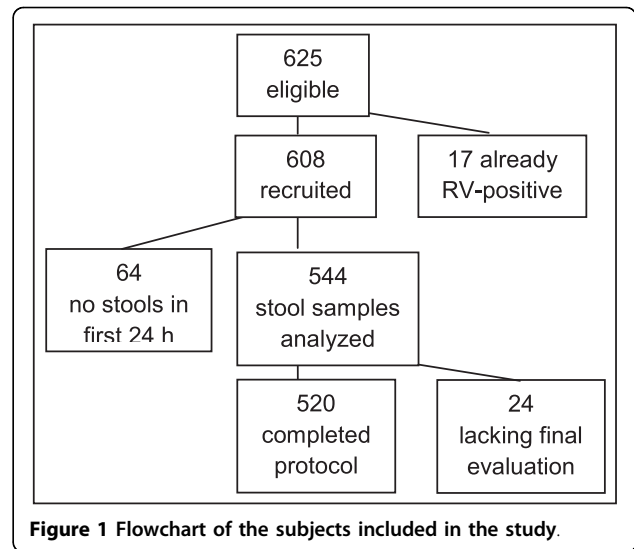 625
eligible
608
recruited
17 already
RV-positive
64
no stools in
first 24 h
544
stool samples
analyzed
520
completed
protocol
24
lacking final
evaluation
Figure 1 Flowchart of the subjects included in the study.